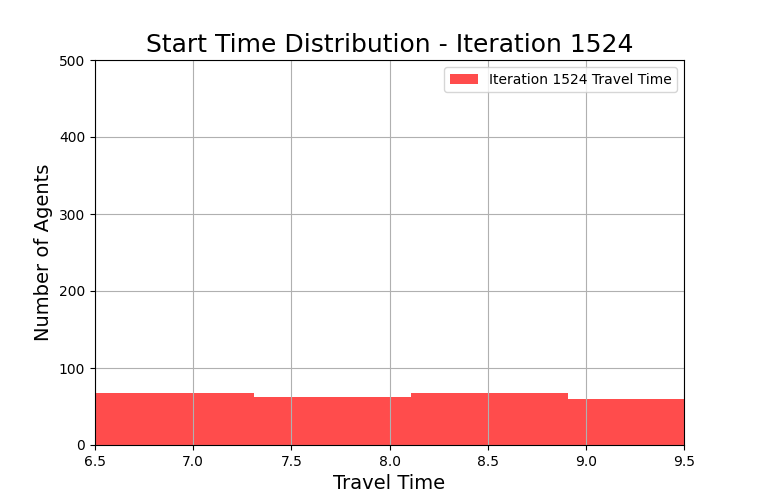 Start Time Distribution - Iteration 1524
Iteration 1524 Travel Time
Number of Agents
500
400
300
200
100
0
6.5 7.0 7.5 8.0 8.5 9.0 9.5
Travel Time